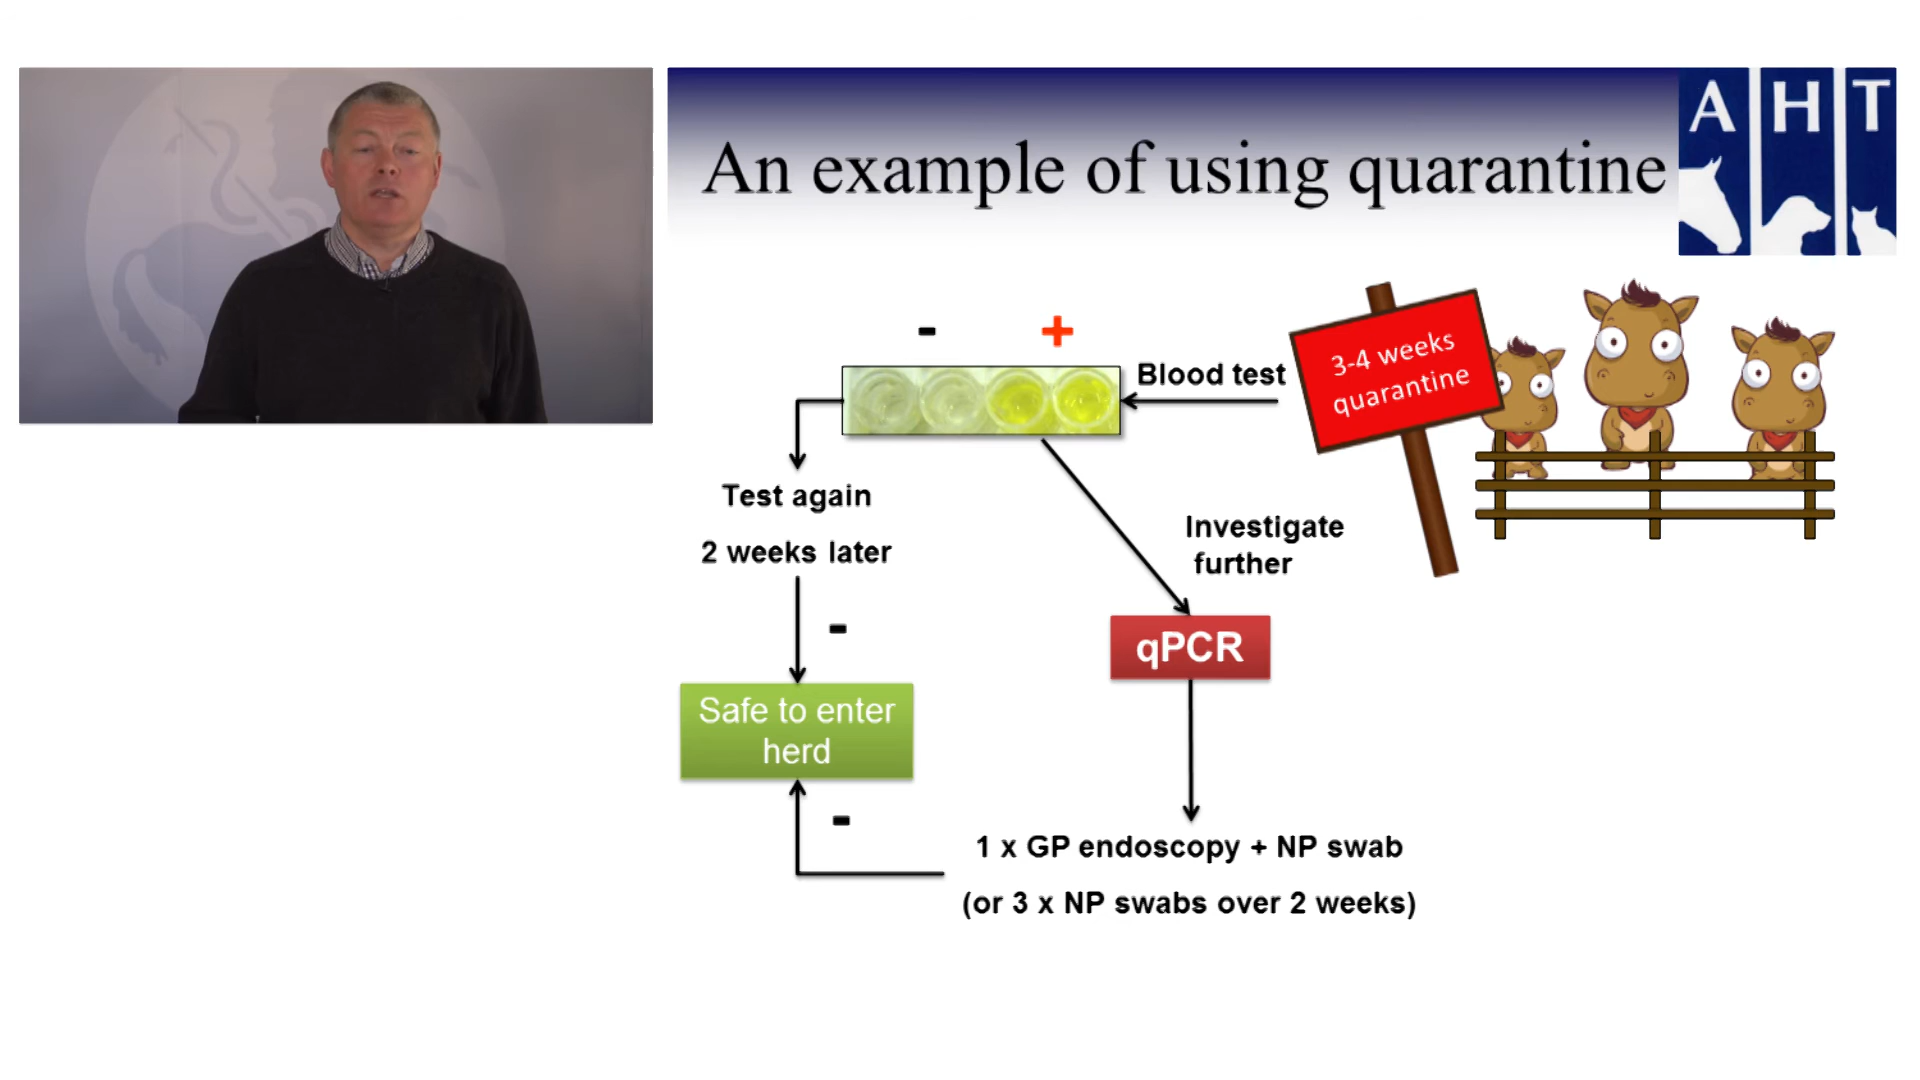 An example of using quarantine
A H T
- +
Blood test
3-4 weeks
quarantine
Test again
2 weeks later
Investigate
further
-
qPCR
Safe to enter
herd
-
1 x GP endoscopy + NP swab
(or 3 x NP swabs over 2 weeks)